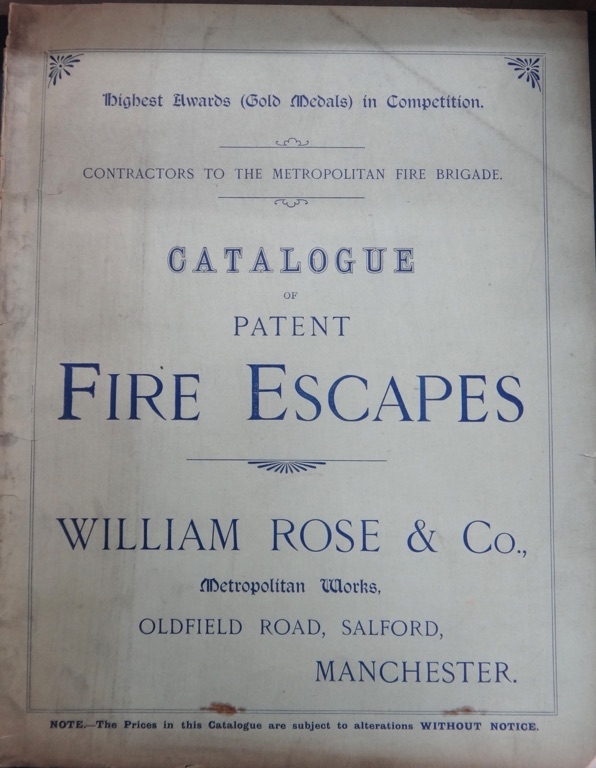 Highest Awards (Gold Medals) in Competition.
CONTRACTORS TO THE METROPOLITAN FIRE BRIGADE.
CATALOGUE
OF
PATENT
FIRE ESCAPES
WILLIAM ROSE & Co.,
Metropolitan Works,
OLDFIELD ROAD, SALFORD,
MANCHESTER.
NOTE.—The Prices in this Catalogue are subject to alterations WITHOUT NOTICE.